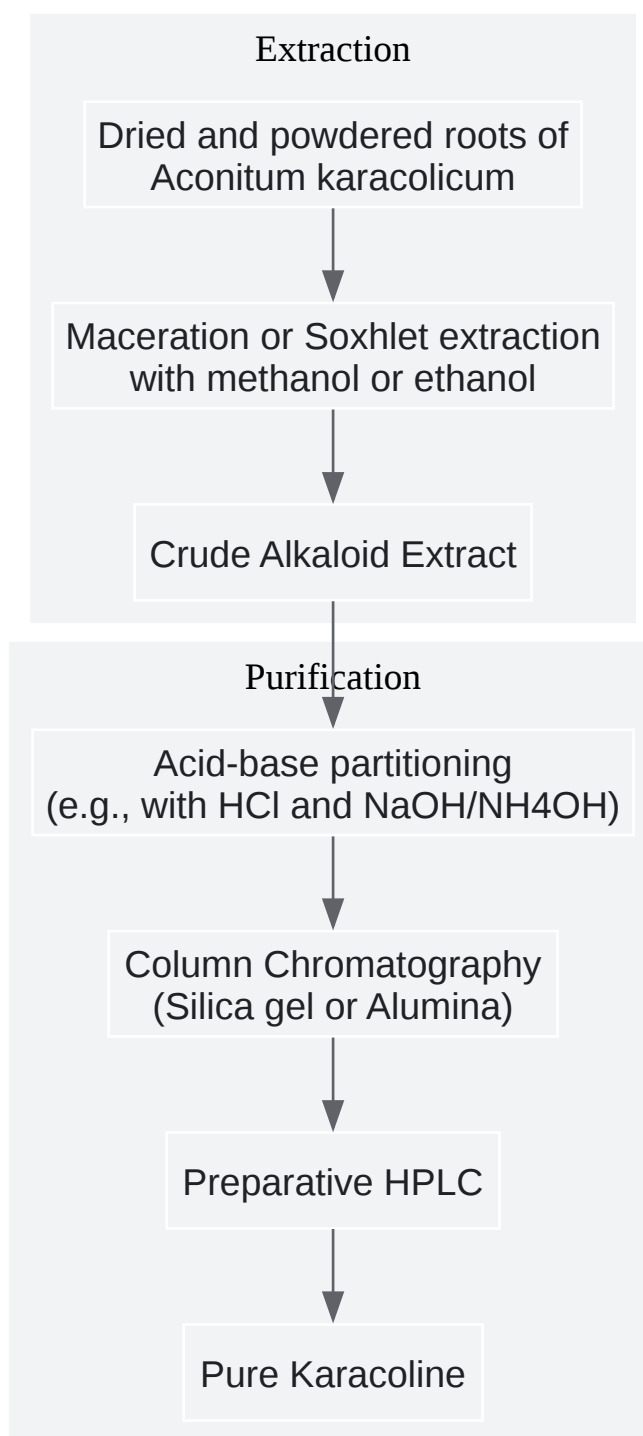 Extraction
Dried and powdered roots of
Aconitum karacolicum
Maceration or Soxhlet extraction
with methanol or ethanol
Crude Alkaloid Extract
Purification
Acid-base partitioning
(e.g., with HCl and NaOH/NH4OH)
Column Chromatography
(Silica gel or Alumina)
Preparative HPLC
Pure Karacoline